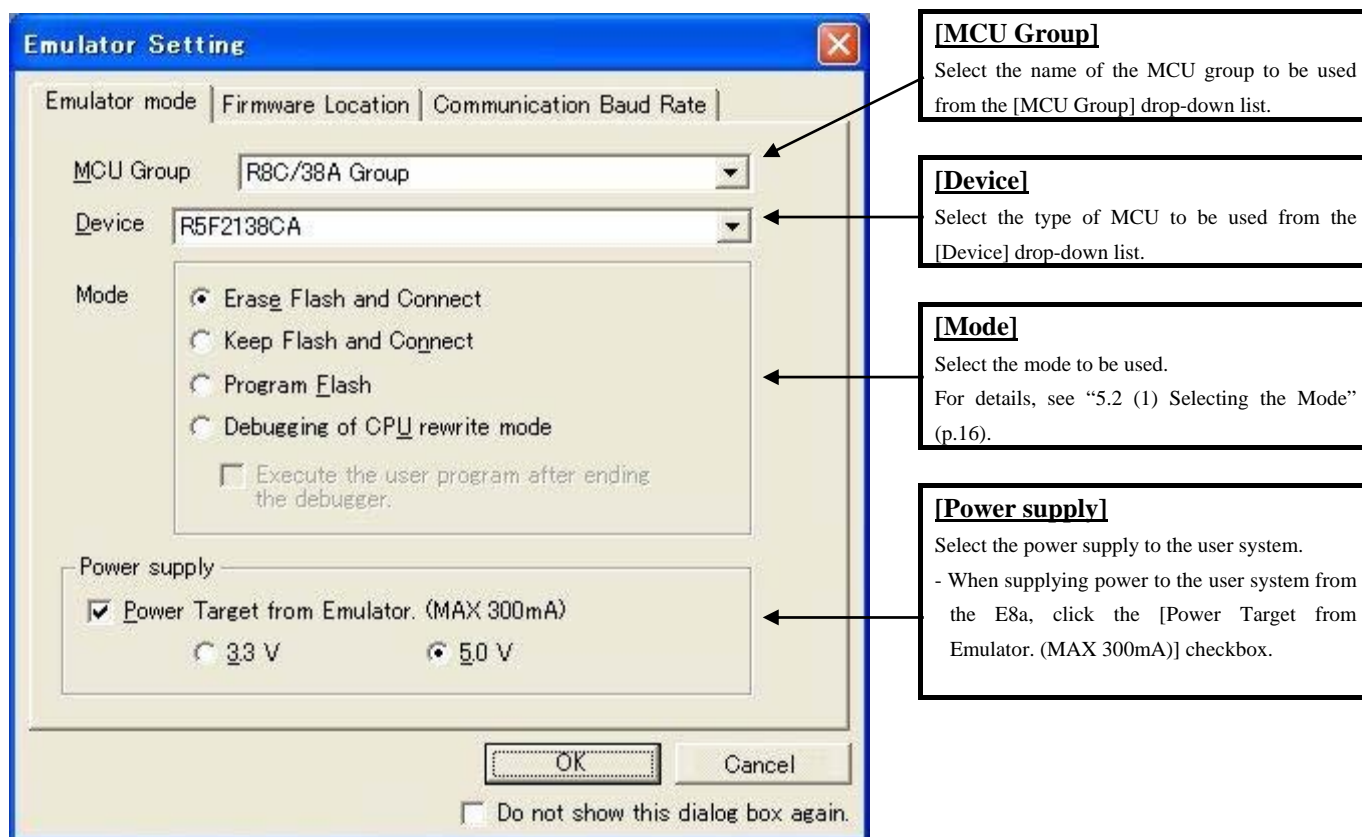 Emulator Setting
Emulator mode
Firmware Location
Communication Baud Rate
MCU Group
R8C/38A Group
Device
R5F2138CA
Mode
Erase Flash and Connect
Keep Flash and Connect
Program Flash
Debugging of CPU rewrite mode
Execute the user program after ending
the debugger.
Power supply
Power Target from Emulator. (MAX 300mA)
3.3 V
5.0 V
OK
Cancel
Do not show this dialog box again.
[MCU Group]
Select the name of the MCU group to be used
from the [MCU Group] drop-down list.
[Device]
Select the type of MCU to be used from the
[Device] drop-down list.
[Mode]
Select the mode to be used.
For details, see “5.2 (1) Selecting the Mode”
(p.16).
[Power supply]
Select the power supply to the user system.
- When supplying power to the user system from
the E8a, click the [Power Target from
Emulator. (MAX 300mA)] checkbox.